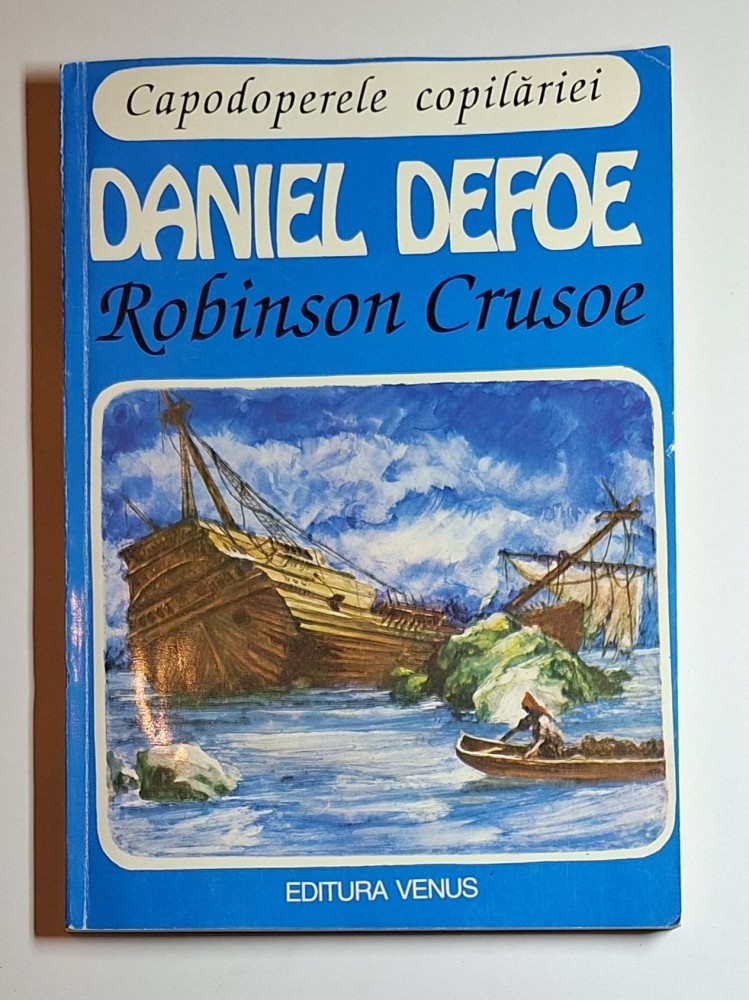 Capodoperele copilăriei
DANIEL DEFOE
Robinson Crusoe
EDITURA VENUS